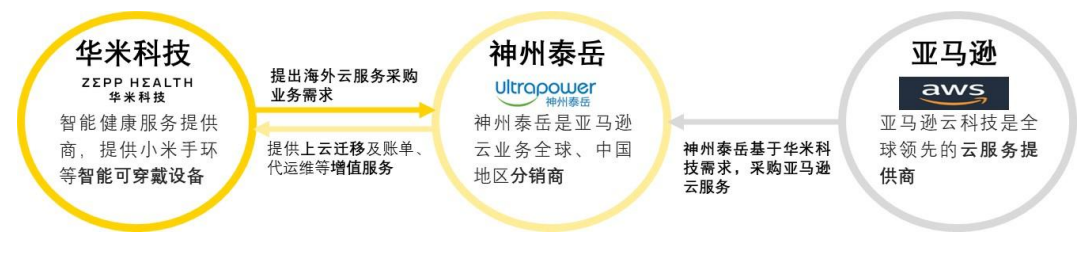 华米科技
ZΣPP HΣALTH
华米科技
智能健康服务提供
商，提供小米手环
等智能可穿戴设备
提出海外云服务采购
业务需求
提供上云迁移及账单、
代运维等增值服务
神州泰岳
Ultrapower
神州泰岳
神州泰岳是亚马逊
云业务全球、中国
地区分销商
神州泰岳基于华米科
技需求，采购亚马逊
云服务
亚马逊
aws
亚马逊云科技是全
球领先的云服务提
供商